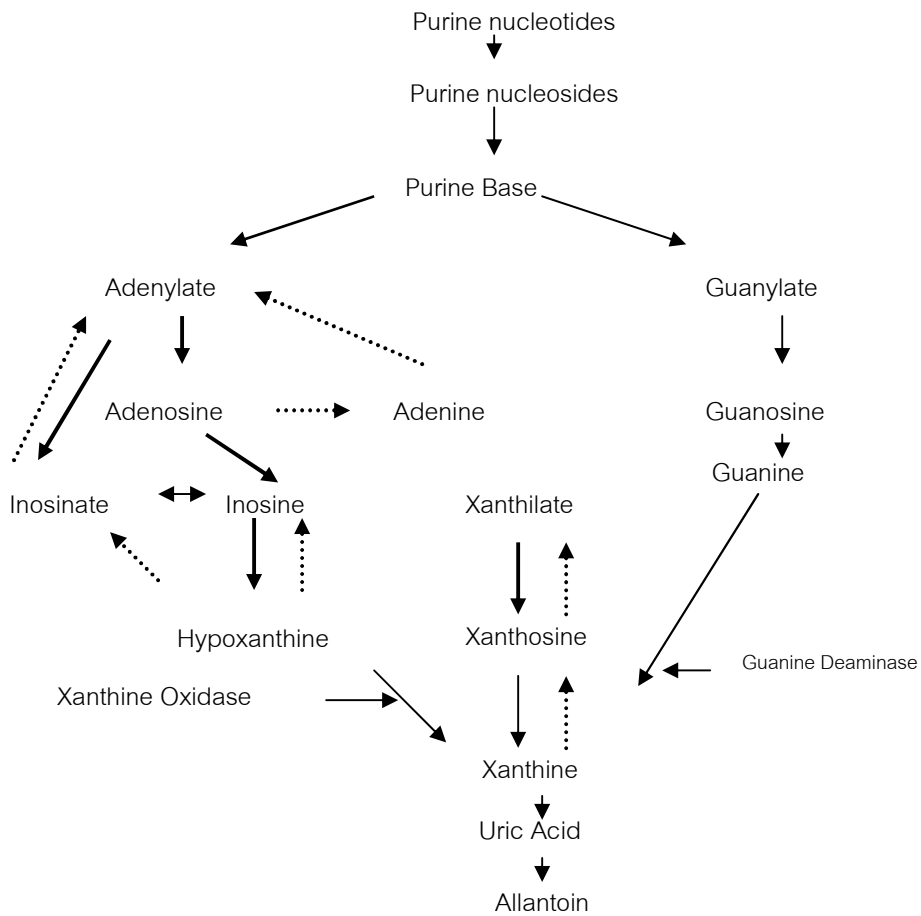 Purine nucleotides
Purine nucleosides
Purine Base
Adenylate
Guanylate
Adenosine
Adenine
Guanosine
Guanine
Inosinate
Inosine
Xanthilate
Hypoxanthine
Xanthosine
Guanine Deaminase
Xanthine Oxidase
Xanthine
Uric Acid
Allantoin